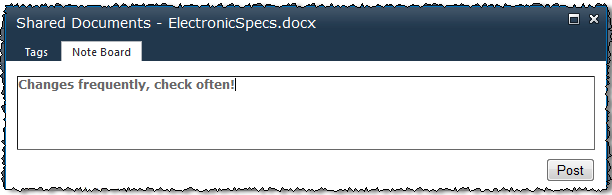 Shared Documents - ElectronicSpecs.docx
Tags Note Board
Changes frequently, check often!
Post